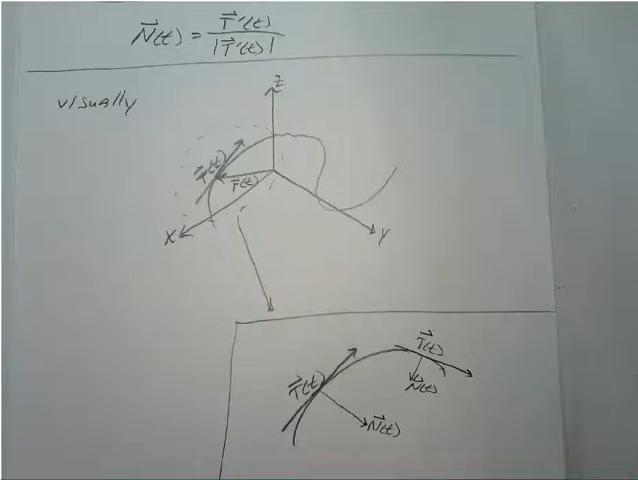 N⃗(t) = T⃗'(t) / |T⃗'(t)|
visually
z
T⃗(t)
r⃗(t)
x
y
T⃗(t)
N⃗(t)
T⃗(t)
N⃗(t)